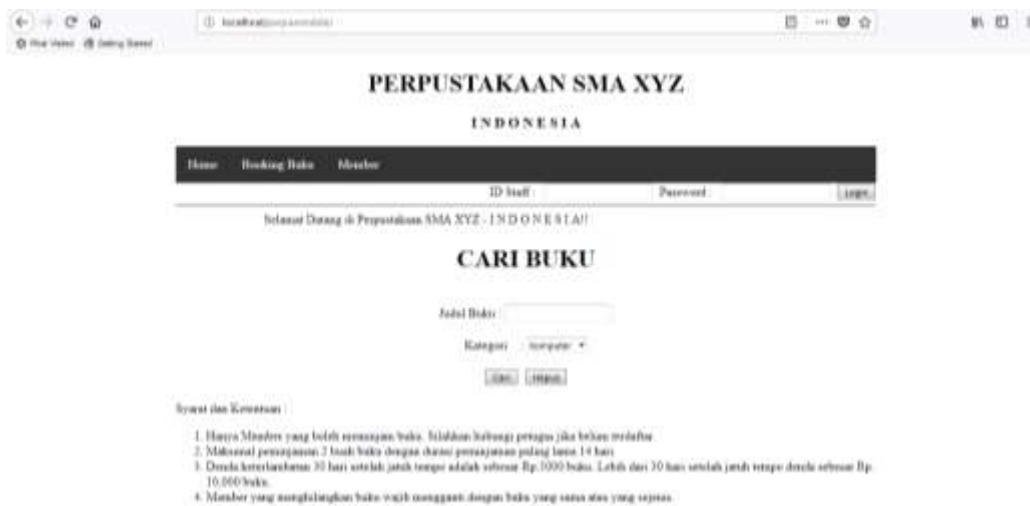 Most Visited Getting Started
PERPUSTAKAAN SMA XYZ
INDONESIA
Home Booking Buku Member
ID Staff Password Login
Selamat Datang di Perpustakaan SMA XYZ - I N D O N E S I A!!
CARI BUKU
Judul Buku
Kategori komputer
Cari Hapus
Syarat dan Ketentuan :
1. Hanya Member yang boleh meminjam buku. Silahkan hubungi petugas jika belum terdaftar.
2. Maksimal peminjaman 2 buah buku dengan durasi peminjaman paling lama 14 hari
3. Denda keterlambatan 30 hari setelah jatuh tempo adalah sebesar Rp.5000/buku. Lebih dari 30 hari setelah jatuh tempo denda sebesar Rp.
10.000/buku.
4. Member yang menghilangkan buku wajib mengganti dengan buku yang sama atau yang sejenis.